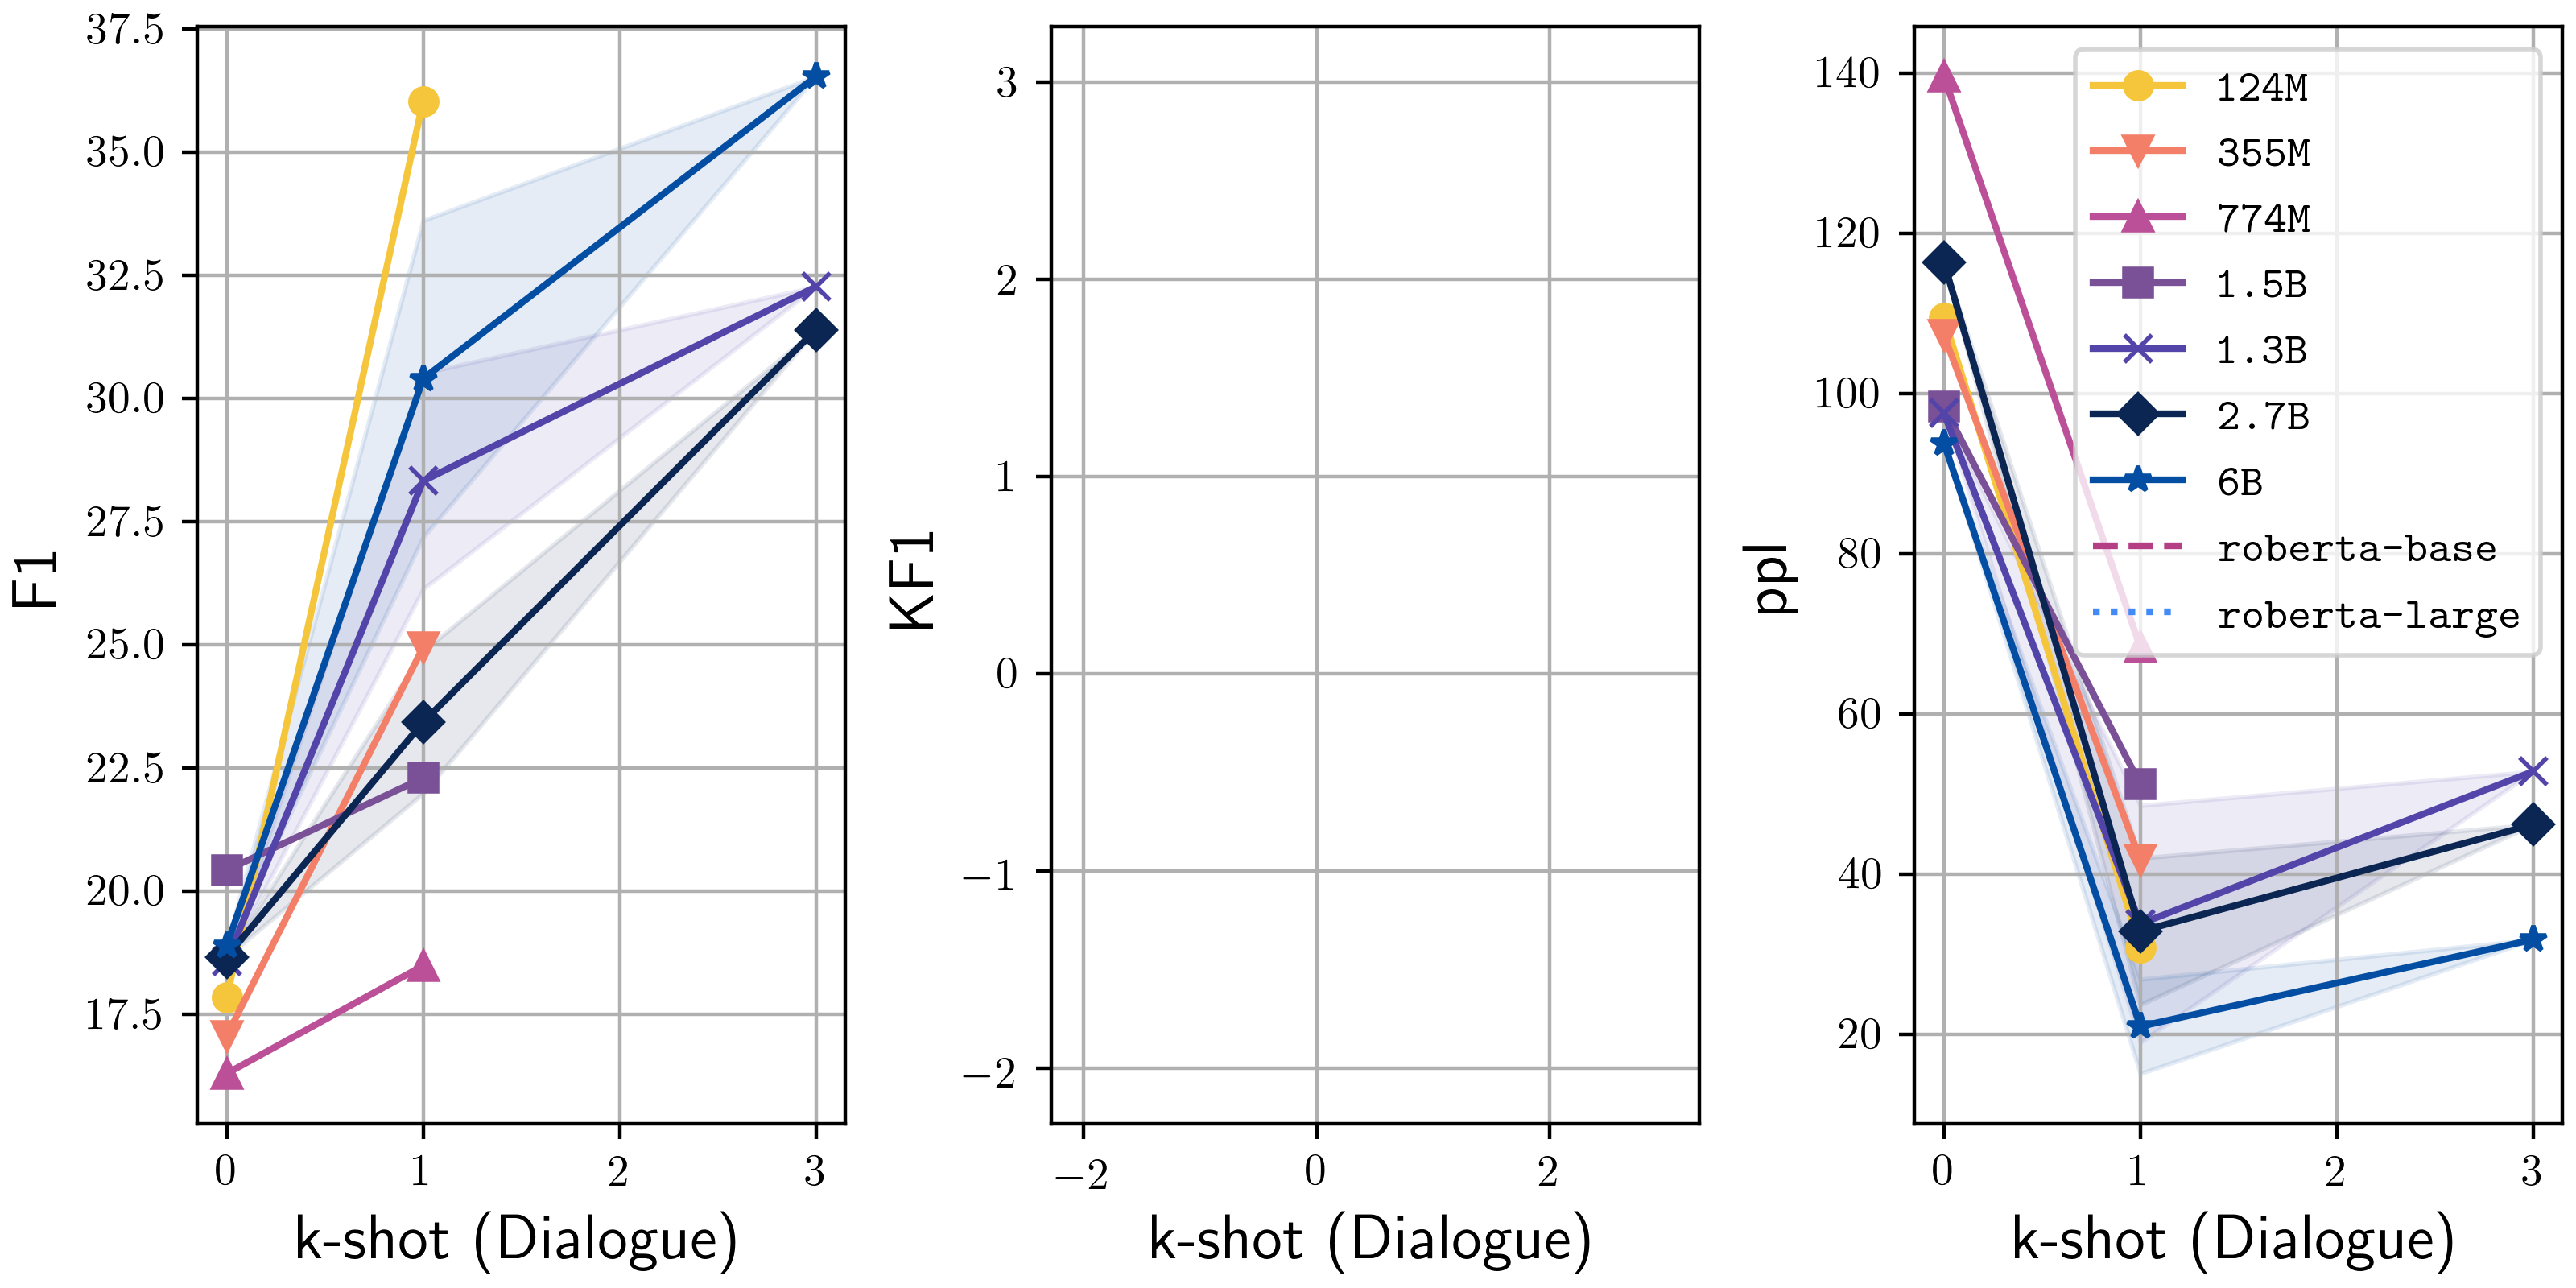 F1
37.5
35.0
32.5
30.0
27.5
25.0
22.5
20.0
17.5
0 1 2 3
k-shot (Dialogue)
KF1
3
2
1
0
−1
−2
−2 0 2
k-shot (Dialogue)
ppl
140
120
100
80
60
40
20
0 1 2 3
k-shot (Dialogue)
124M
355M
774M
1.5B
1.3B
2.7B
6B
roberta-base
roberta-large